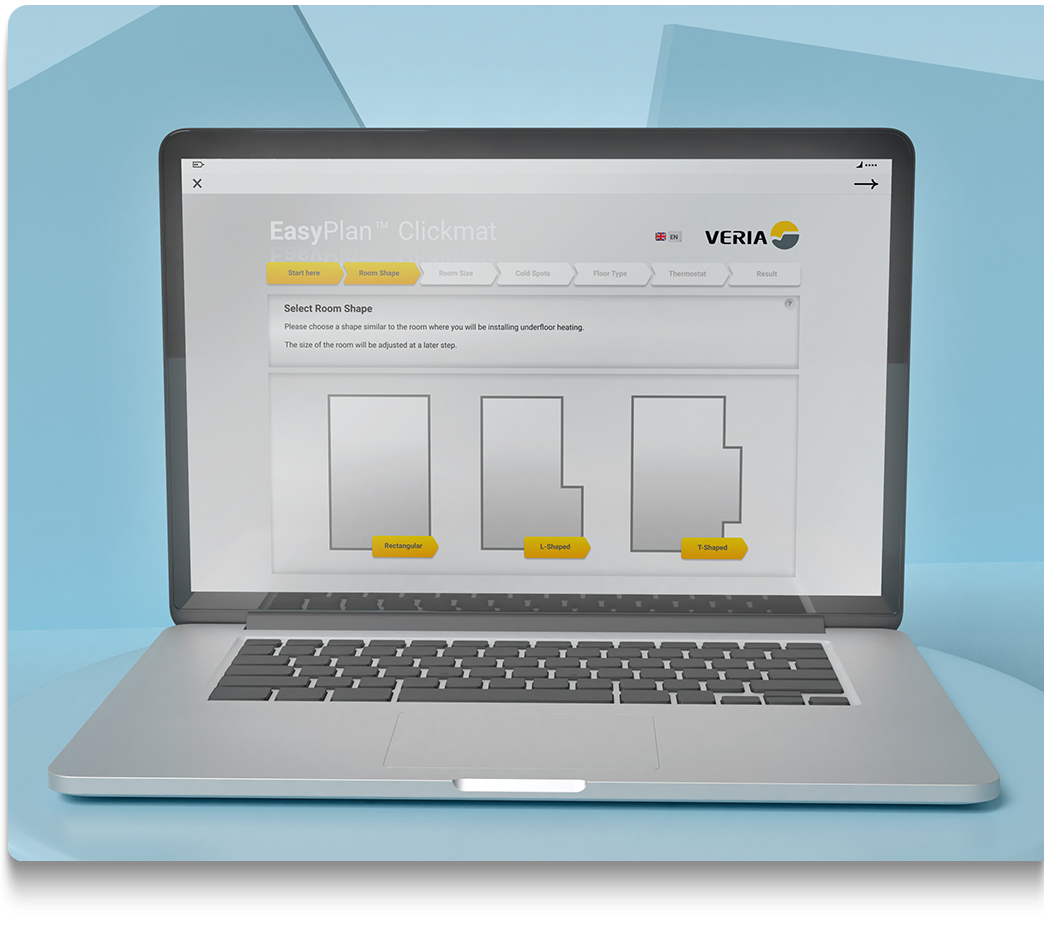 EasyPlan™ Clickmat
EN
VERIA
Start here
Room Shape
Room Size
Cold Spots
Floor Type
Thermostat
Result
Select Room Shape
?
Please choose a shape similar to the room where you will be installing underfloor heating.
The size of the room will be adjusted at a later step.
Rectangular
L-Shaped
T-Shaped